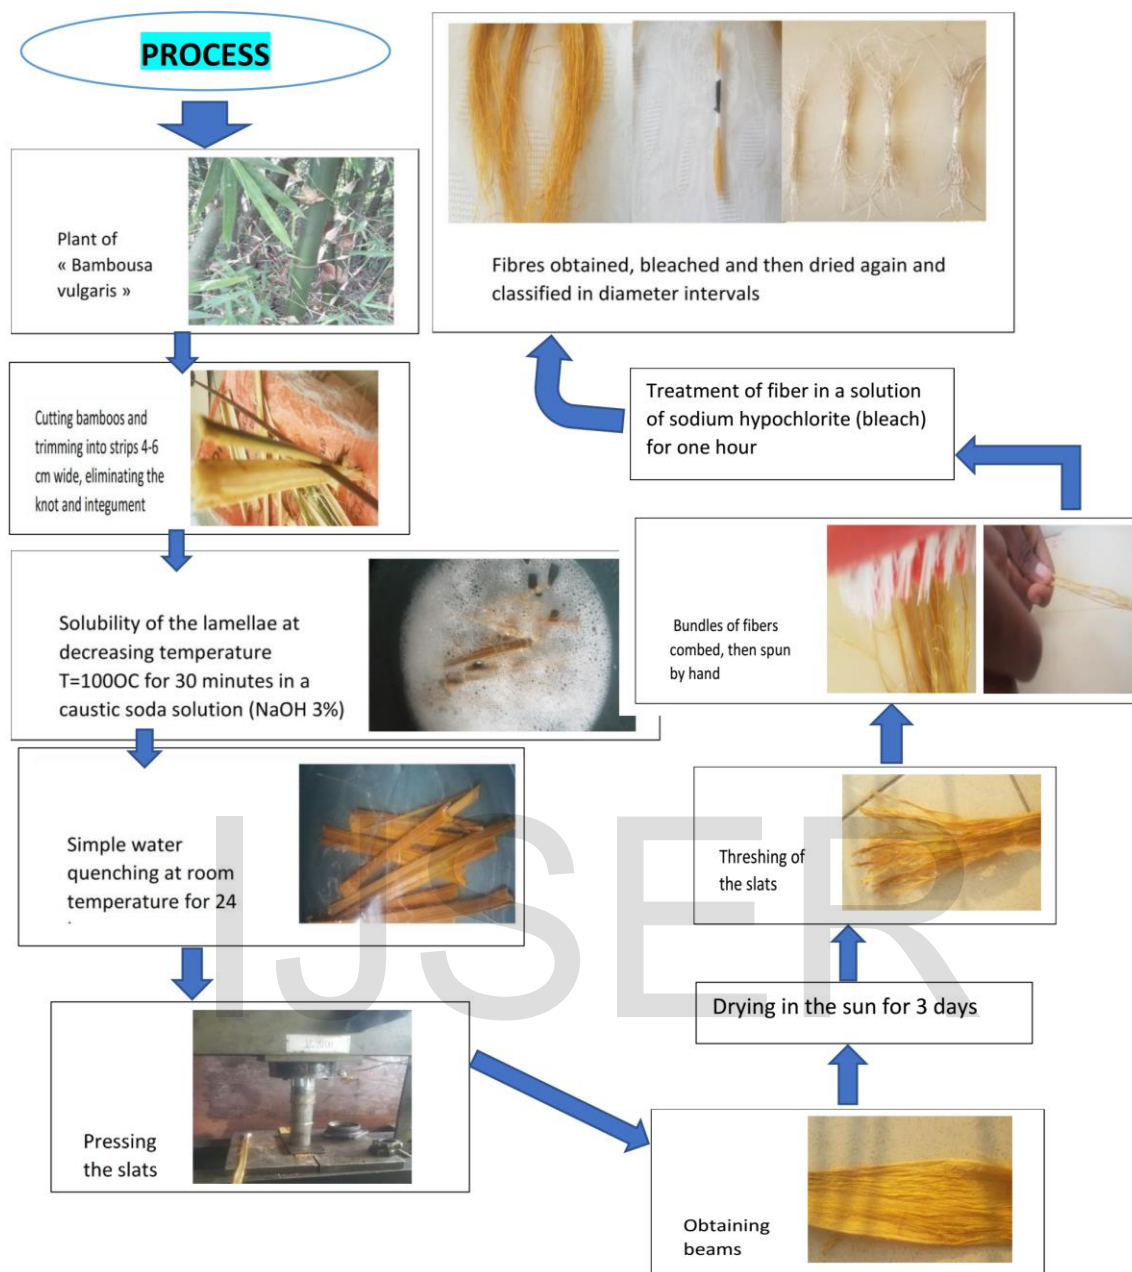 PROCESS
Plant of
« Bambousa
vulgaris »
Cutting bamboos and
trimming into strips 4-6
cm wide, eliminating the
knot and integument
Solubility of the lamellae at
decreasing temperature
T=100OC for 30 minutes in a
caustic soda solution (NaOH 3%)
Simple water
quenching at room
temperature for 24
Pressing
the slats
Obtaining
beams
Drying in the sun for 3 days
Threshing of
the slats
Bundles of fibers
combed, then spun
by hand
Treatment of fiber in a solution
of sodium hypochlorite (bleach)
for one hour
Fibres obtained, bleached and then dried again and
classified in diameter intervals
IJSER